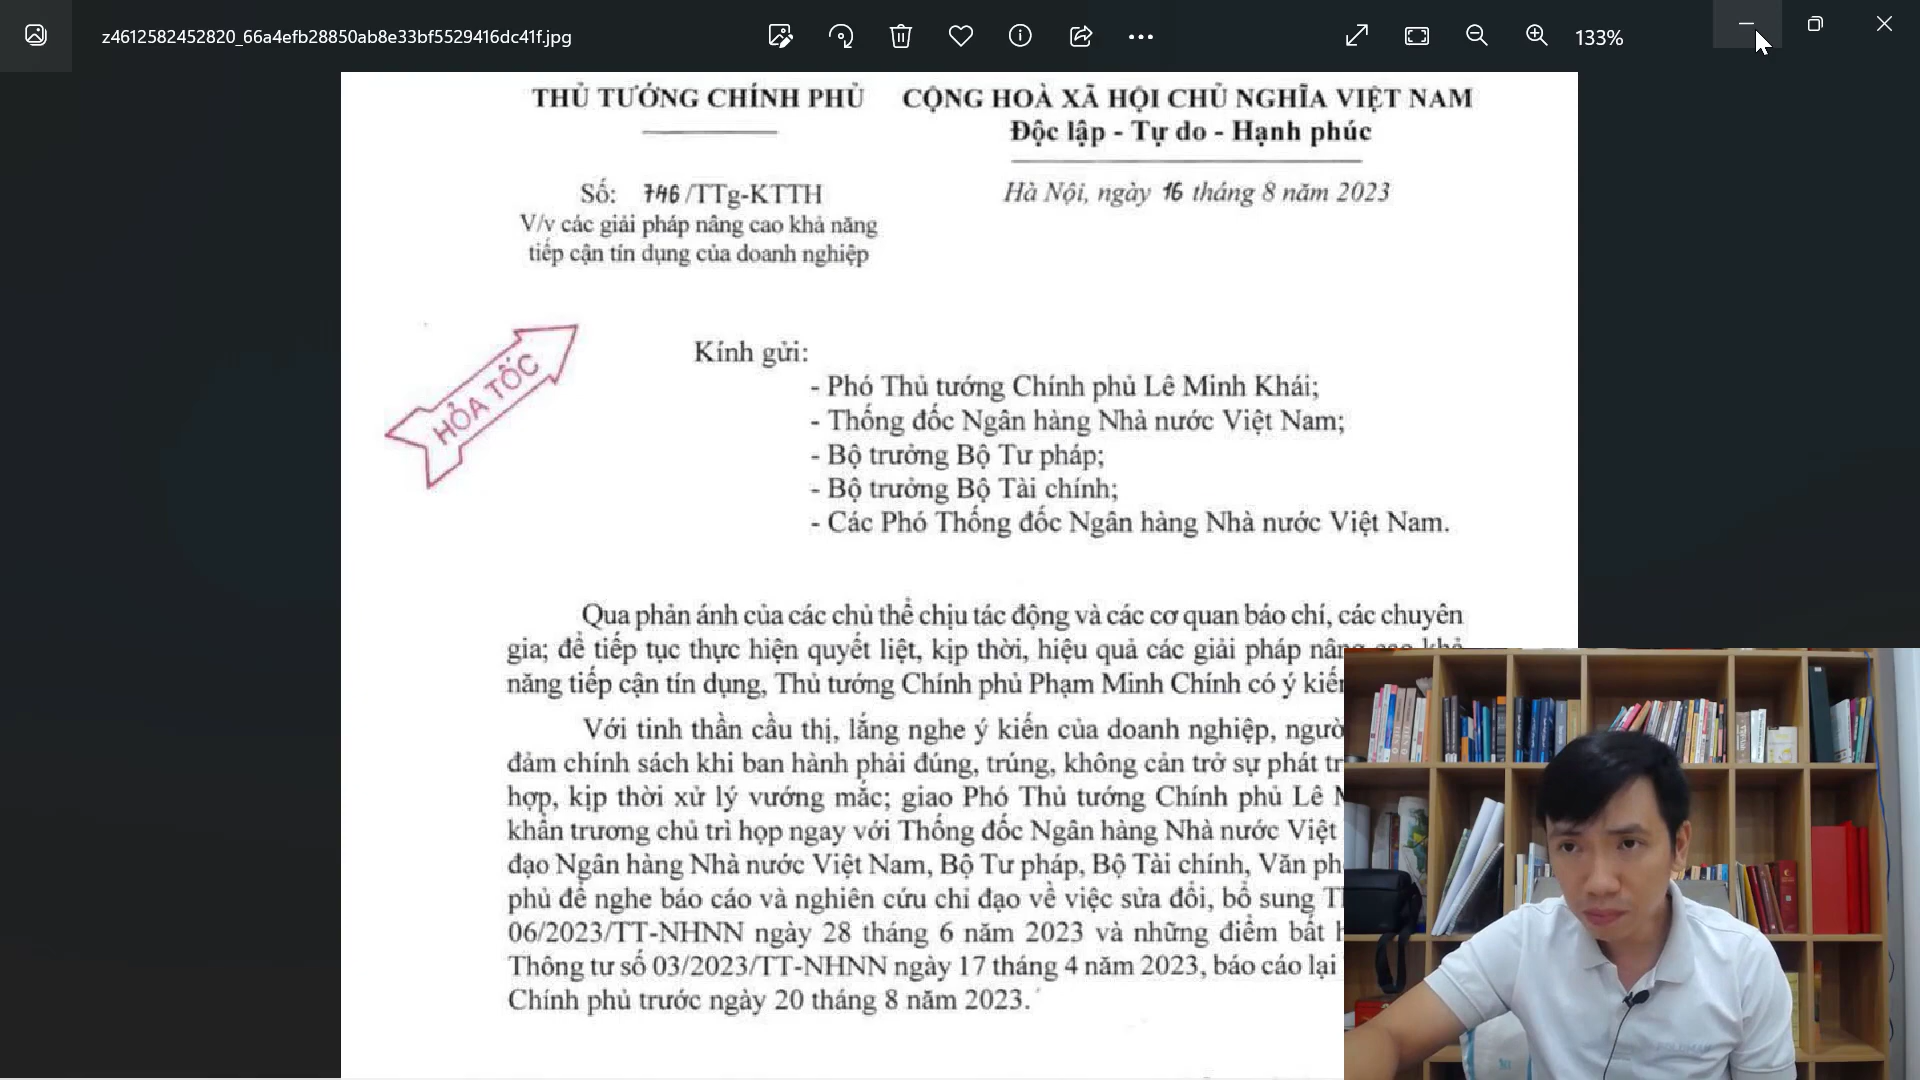 z4612582452820_66a4efb28850ab8e33bf5529416dc41f.jpg
133%
THỦ TƯỚNG CHÍNH PHỦ
CỘNG HOÀ XÃ HỘI CHỦ NGHĨA VIỆT NAM
Độc lập - Tự do - Hạnh phúc
Số: 746/TTg-KTTH
Hà Nội, ngày 16 tháng 8 năm 2023
V/v các giải pháp nâng cao khả năng
tiếp cận tín dụng của doanh nghiệp
HỎA TỐC
Kính gửi:
- Phó Thủ tướng Chính phủ Lê Minh Khái;
- Thống đốc Ngân hàng Nhà nước Việt Nam;
- Bộ trưởng Bộ Tư pháp;
- Bộ trưởng Bộ Tài chính;
- Các Phó Thống đốc Ngân hàng Nhà nước Việt Nam.
Qua phản ánh của các chủ thể chịu tác động và các cơ quan báo chí, các chuyên
gia; để tiếp tục thực hiện quyết liệt, kịp thời, hiệu quả các giải pháp nâng cao khả
năng tiếp cận tín dụng, Thủ tướng Chính phủ Phạm Minh Chính có ý kiến
Với tinh thần cầu thị, lắng nghe ý kiến của doanh nghiệp, người
đảm chính sách khi ban hành phải đúng, trúng, không cản trở sự phát
hợp, kịp thời xử lý vướng mắc; giao Phó Thủ tướng Chính phủ Lê
khẩn trương chủ trì họp ngay với Thống đốc Ngân hàng Nhà nước Việt
đạo Ngân hàng Nhà nước Việt Nam, Bộ Tư pháp, Bộ Tài chính, Văn
phủ để nghe báo cáo và nghiên cứu chỉ đạo về việc sửa đổi, bổ sung
06/2023/TT-NHNN ngày 28 tháng 6 năm 2023 và những điểm bất
Thông tư số 03/2023/TT-NHNN ngày 17 tháng 4 năm 2023, báo cáo lại
Chính phủ trước ngày 20 tháng 8 năm 2023.